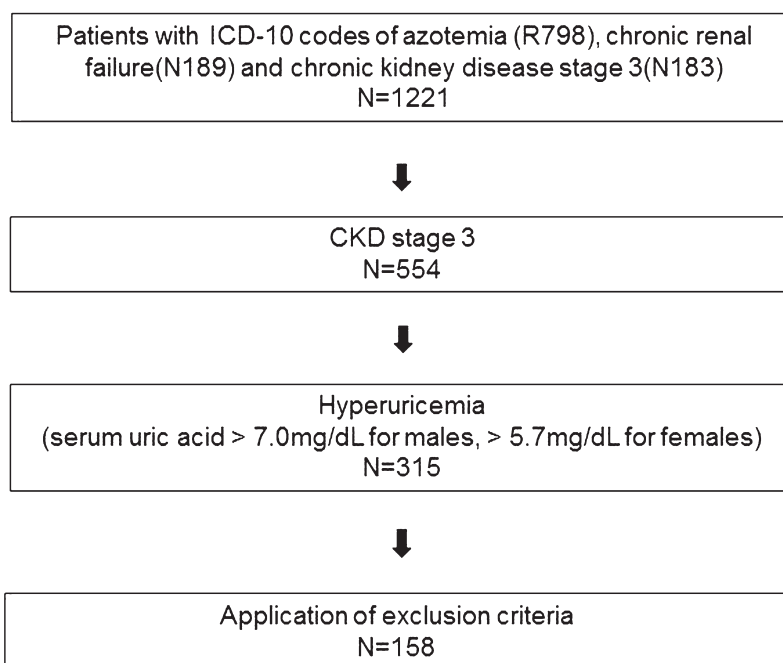 Patients with ICD-10 codes of azotemia (R798), chronic renal
failure(N189) and chronic kidney disease stage 3(N183)
N=1221
CKD stage 3
N=554
Hyperuricemia
(serum uric acid > 7.0mg/dL for males, > 5.7mg/dL for females)
N=315
Application of exclusion criteria
N=158